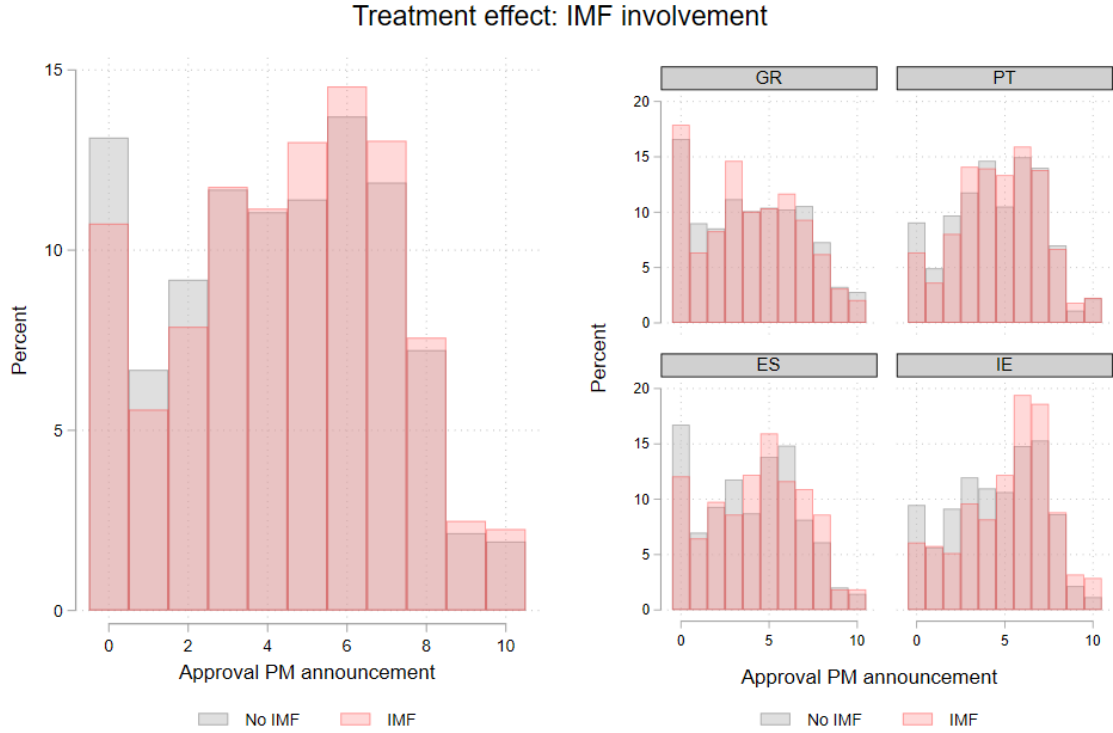 Treatment effect: IMF involvement
15
10
5
0
Percent
0 2 4 6 8 10
Approval PM announcement
No IMF IMF
GR PT
20
15
10
5
0
Percent
ES IE
20
15
10
5
0
0 5 10 0 5 10
Approval PM announcement
No IMF IMF